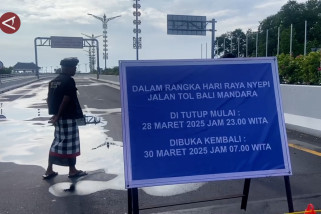 DALAM RANGKA HARI RAYA NYEPI
JALAN TOL BALI MANDARA
DI TUTUP MULAI :
28 MARET 2025 JAM 23.00 WITA
DIBUKA KEMBALI :
30 MARET 2025 JAM 07.00 WITA